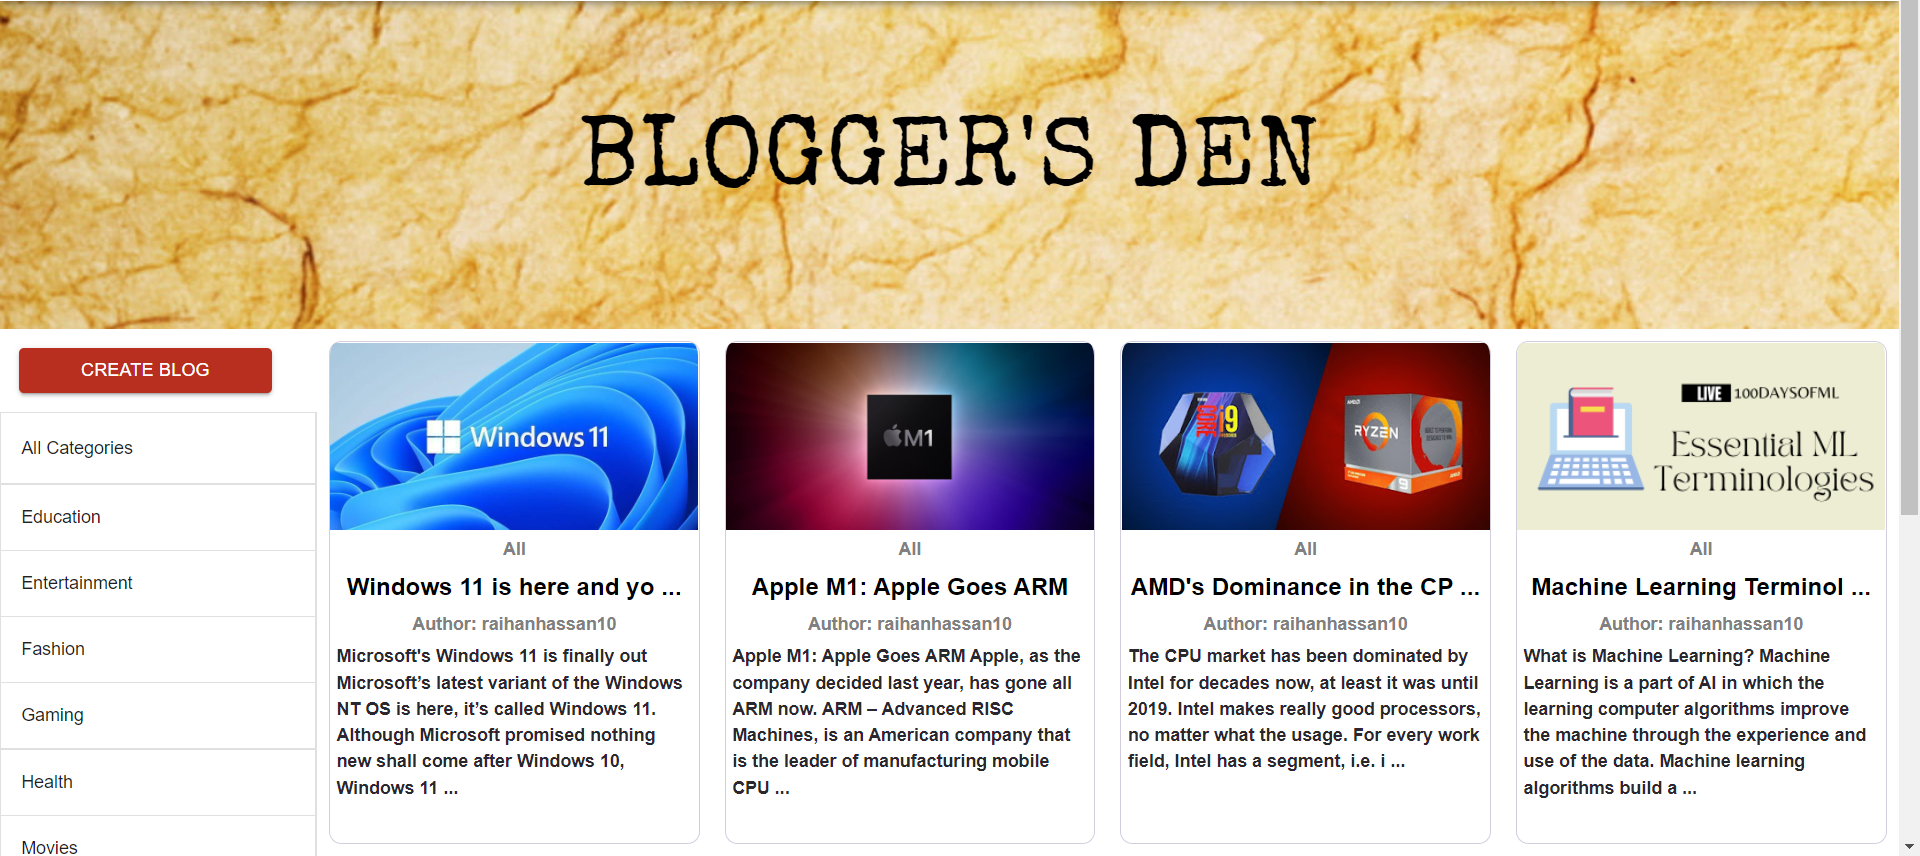 BLOGGER'S DEN
CREATE BLOG
All Categories
Education
Entertainment
Fashion
Gaming
Health
Movies
Windows 11
All
Windows 11 is here and yo ...
Author: raihanhassan10
Microsoft's Windows 11 is finally out
Microsoft’s latest variant of the Windows
NT OS is here, it’s called Windows 11.
Although Microsoft promised nothing
new shall come after Windows 10,
Windows 11 ...
M1
All
Apple M1: Apple Goes ARM
Author: raihanhassan10
Apple M1: Apple Goes ARM Apple, as the
company decided last year, has gone all
ARM now. ARM – Advanced RISC
Machines, is an American company that
is the leader of manufacturing mobile
CPU ...
i9
AMD
RYZEN
9
All
AMD's Dominance in the CP ...
Author: raihanhassan10
The CPU market has been dominated by
Intel for decades now, at least it was until
2019. Intel makes really good processors,
no matter what the usage. For every work
field, Intel has a segment, i.e. i ...
LIVE 100DAYSOFML
Essential ML
Terminologies
All
Machine Learning Terminol ...
Author: raihanhassan10
What is Machine Learning? Machine
Learning is a part of AI in which the
learning computer algorithms improve
the machine through the experience and
use of the data. Machine learning
algorithms build a ...